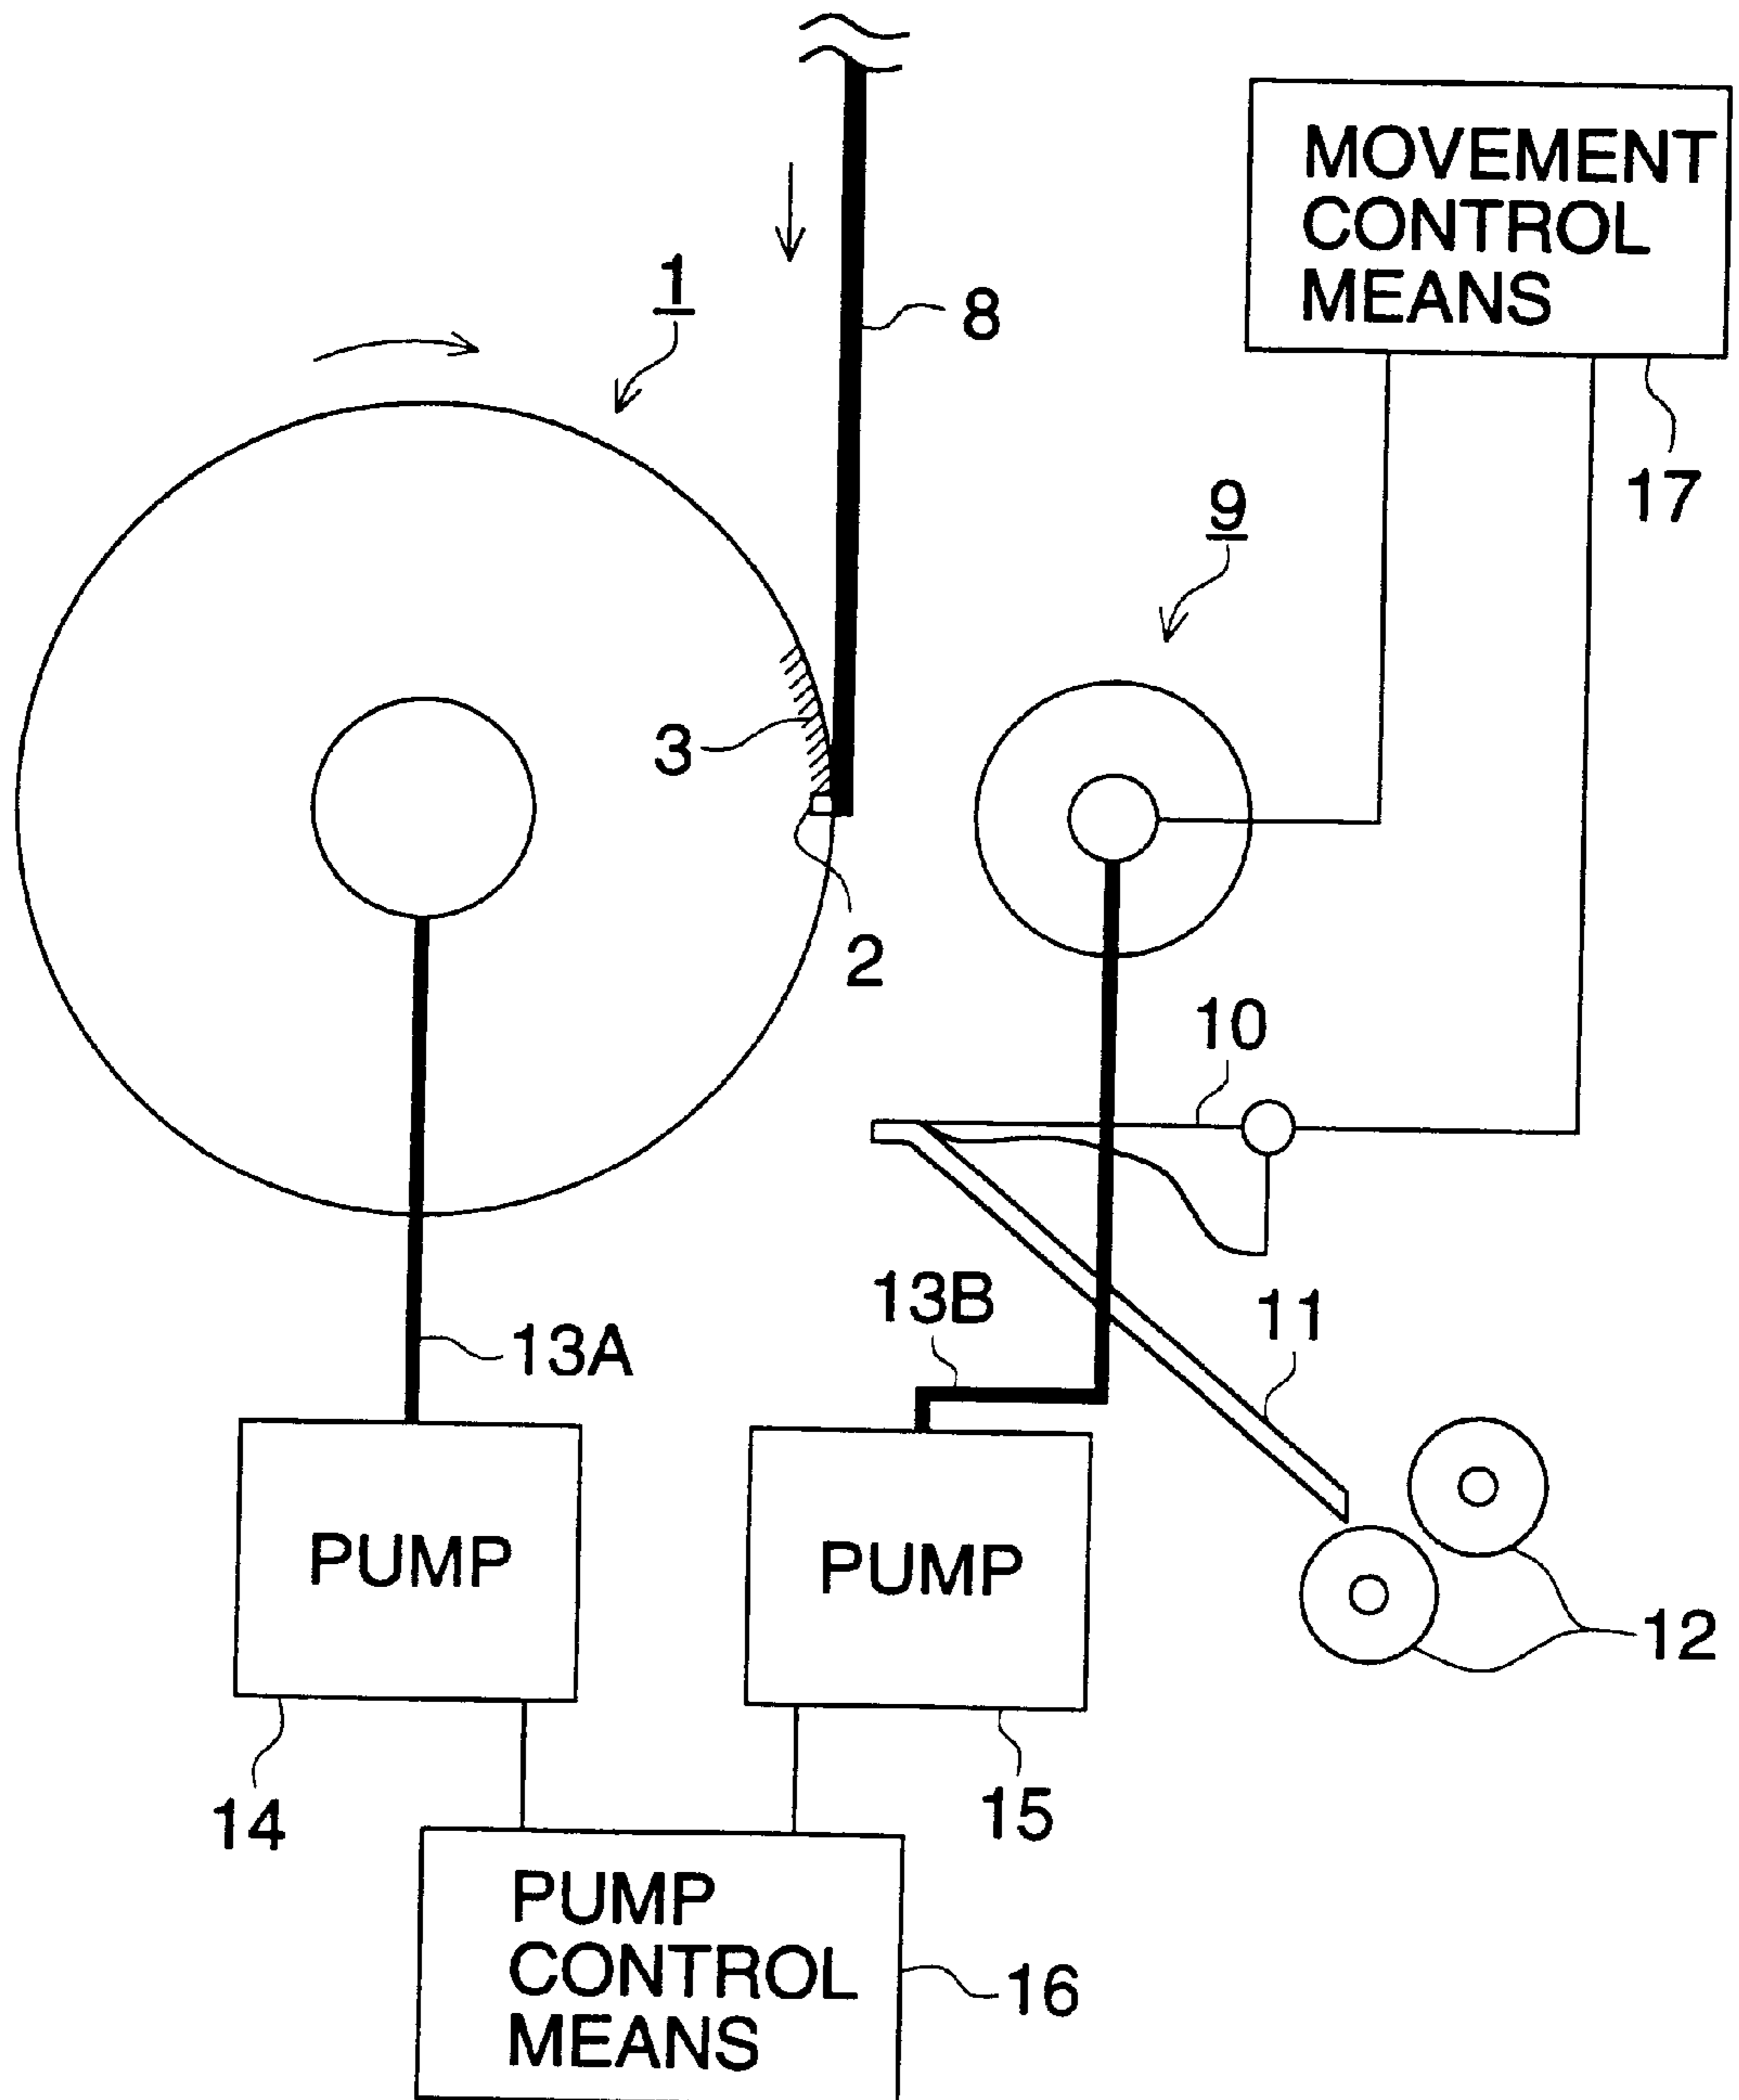 MOVEMENT
CONTROL
MEANS
1
8
17
9
3
2
10
13B
11
13A
PUMP
PUMP
12
14
15
PUMP
CONTROL
MEANS
16